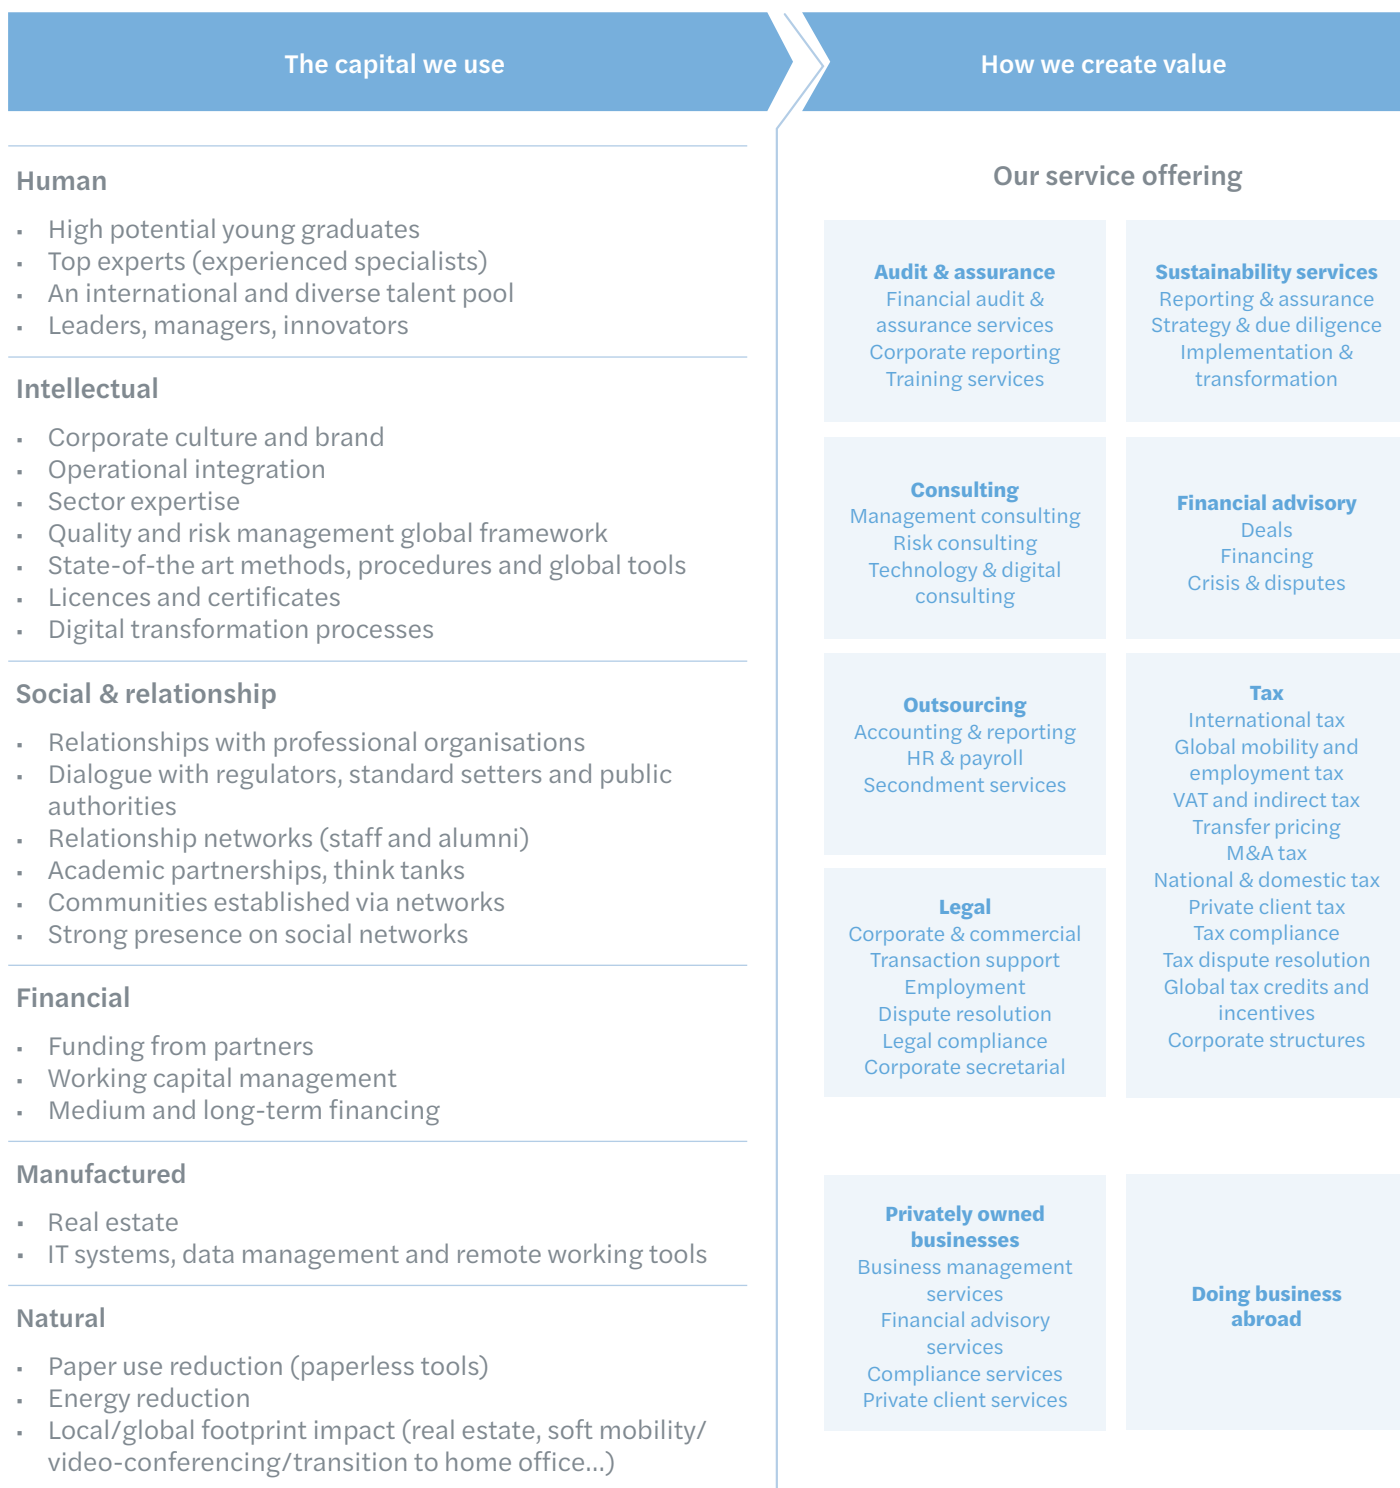 The capital we use
Human
· High potential young graduates
· Top experts (experienced specialists)
· An international and diverse talent pool
· Leaders, managers, innovators
Intellectual
· Corporate culture and brand
· Operational integration
· Sector expertise
· Quality and risk management global framework
· State-of-the art methods, procedures and global tools
· Licences and certificates
· Digital transformation processes
Social & relationship
· Relationships with professional organisations
· Dialogue with regulators, standard setters and public
authorities
· Relationship networks (staff and alumni)
· Academic partnerships, think tanks
· Communities established via networks
· Strong presence on social networks
Financial
· Funding from partners
· Working capital management
· Medium and long-term financing
Manufactured
· Real estate
· IT systems, data management and remote working tools
Natural
· Paper use reduction (paperless tools)
· Energy reduction
· Local/global footprint impact (real estate, soft mobility/
video-conferencing/transition to home office...)
How we create value
Our service offering
Audit & assurance
Financial audit &
assurance services
Corporate reporting
Training services
Sustainability services
Reporting & assurance
Strategy & due diligence
Implementation &
transformation
Consulting
Management consulting
Risk consulting
Technology & digital
consulting
Financial advisory
Deals
Financing
Crisis & disputes
Outsourcing
Accounting & reporting
HR & payroll
Secondment services
Tax
International tax
Global mobility and
employment tax
VAT and indirect tax
Transfer pricing
M&A tax
National & domestic tax
Private client tax
Tax compliance
Tax dispute resolution
Global tax credits and
incentives
Corporate structures
Legal
Corporate & commercial
Transaction support
Employment
Dispute resolution
Legal compliance
Corporate secretarial
Privately owned
businesses
Business management
services
Financial advisory
services
Compliance services
Private client services
Doing business
abroad